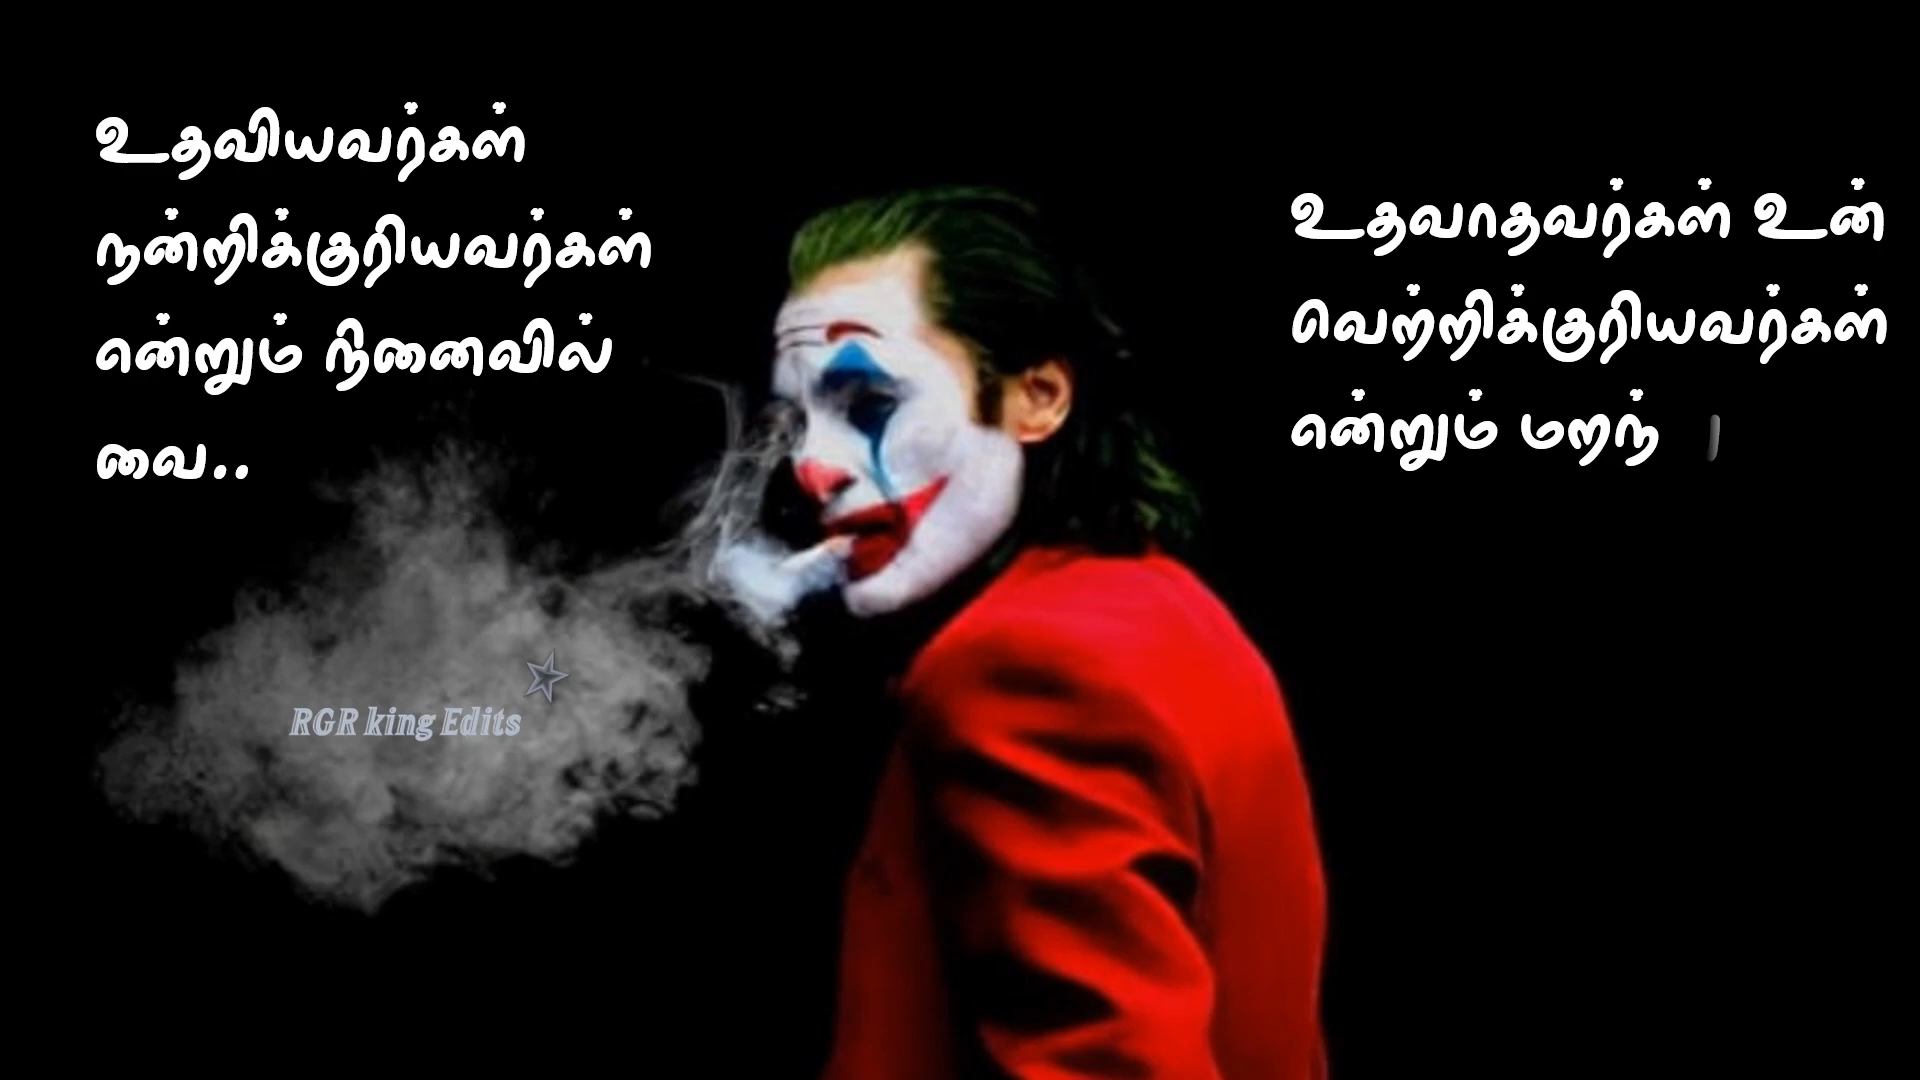 உதவியவர்கள்
நன்றிக்குரியவர்கள்
என்றும் நினைவில்
வை..
உதவாதவர்கள் உன்
வெற்றிக்குரியவர்கள்
என்றும் மறந்
RGR king Edits